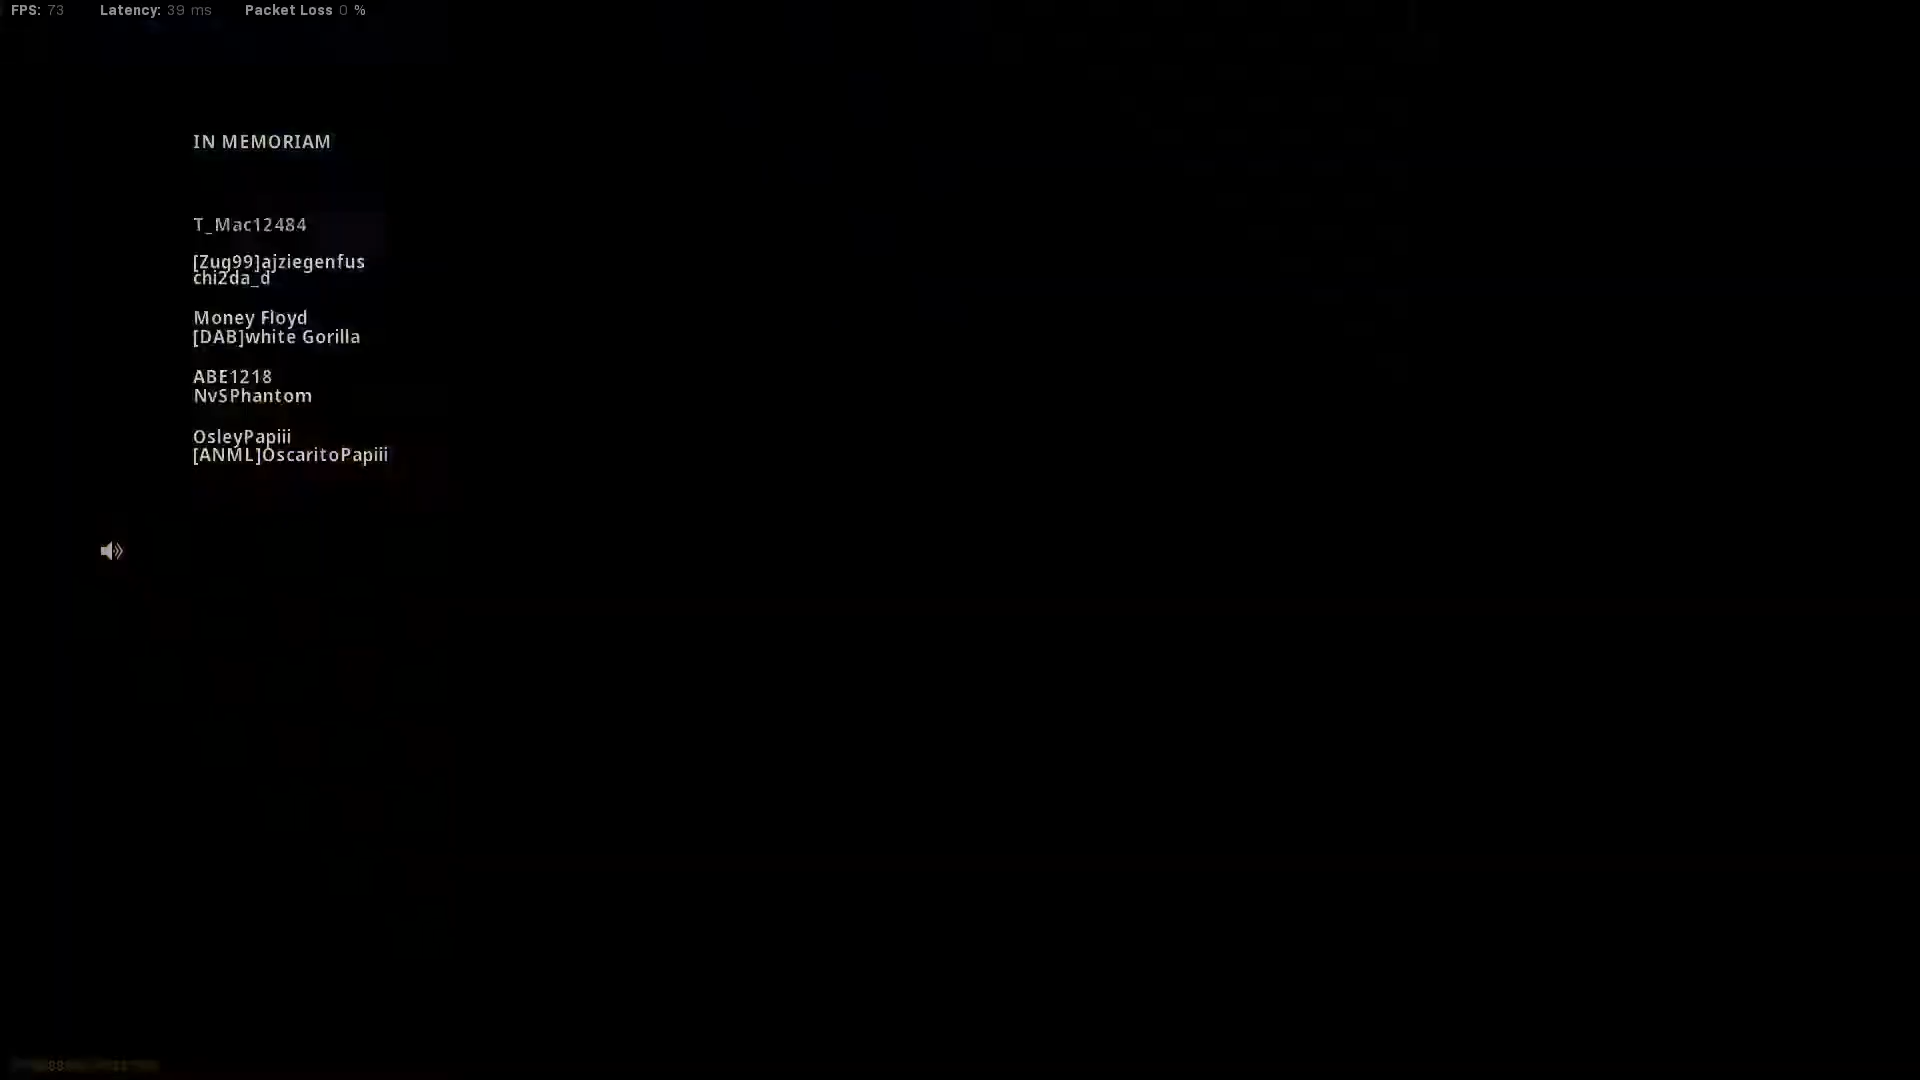 FPS: 73 Latency: 39 ms Packet Loss 0 %
IN MEMORIAM
T_Mac12484
[Zug99]ajziegenfus
chi2da_d
Money Floyd
[DAB]white Gorilla
ABE1218
NvSPhantom
OsleyPapiii
[ANML]OscaritoPapiii